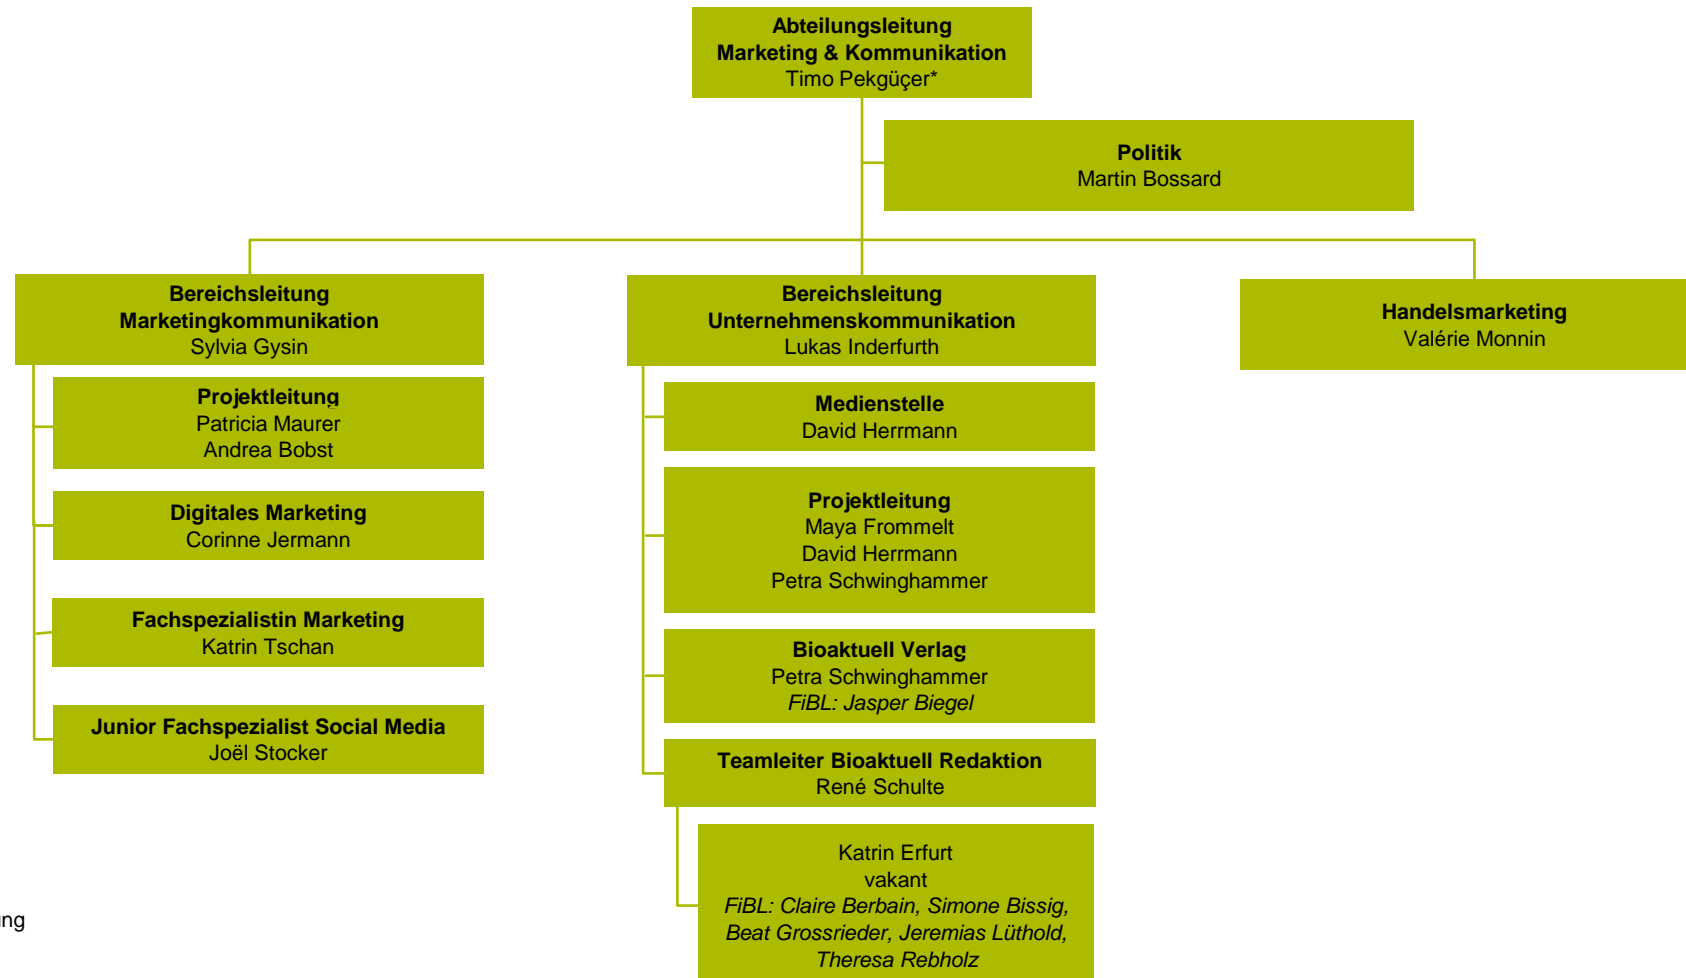 Abteilungsleitung
Marketing & Kommunikation
Timo Pekgüçer*
Politik
Martin Bossard
Bereichsleitung
Marketingkommunikation
Sylvia Gysin
Projektleitung
Patricia Maurer
Andrea Bobst
Digitales Marketing
Corinne Jermann
Fachspezialistin Marketing
Katrin Tschan
Junior Fachspezialist Social Media
Joël Stocker
Bereichsleitung
Unternehmenskommunikation
Lukas Inderfurth
Medienstelle
David Herrmann
Projektleitung
Maya Frommelt
David Herrmann
Petra Schwinghammer
Bioaktuell Verlag
Petra Schwinghammer
FiBL: Jasper Biegel
Teamleiter Bioaktuell Redaktion
René Schulte
Katrin Erfurt
vakant
FiBL: Claire Berbain, Simone Bissig,
Beat Grossrieder, Jeremias Lüthold,
Theresa Rebholz
Handelsmarketing
Valérie Monnin